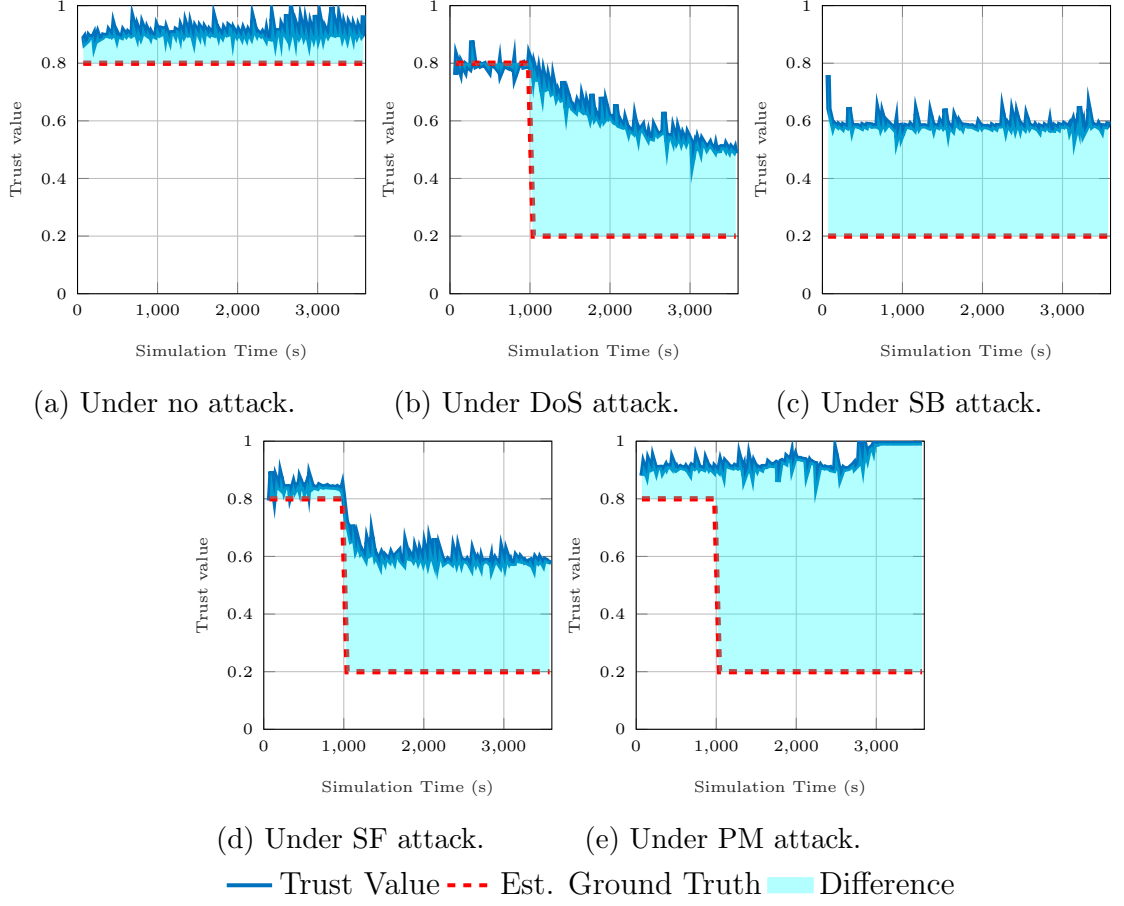 1
0.8
0.6
0.4
0.2
0
Trust value
0 1,000 2,000 3,000
Simulation Time (s)
(a) Under no attack.
1
0.8
0.6
0.4
0.2
0
Trust value
0 1,000 2,000 3,000
Simulation Time (s)
(b) Under DoS attack.
1
0.8
0.6
0.4
0.2
0
Trust value
0 1,000 2,000 3,000
Simulation Time (s)
(c) Under SB attack.
1
0.8
0.6
0.4
0.2
0
Trust value
0 1,000 2,000 3,000
Simulation Time (s)
(d) Under SF attack.
1
0.8
0.6
0.4
0.2
0
Trust value
0 1,000 2,000 3,000
Simulation Time (s)
(e) Under PM attack.
Trust Value Est. Ground Truth Difference